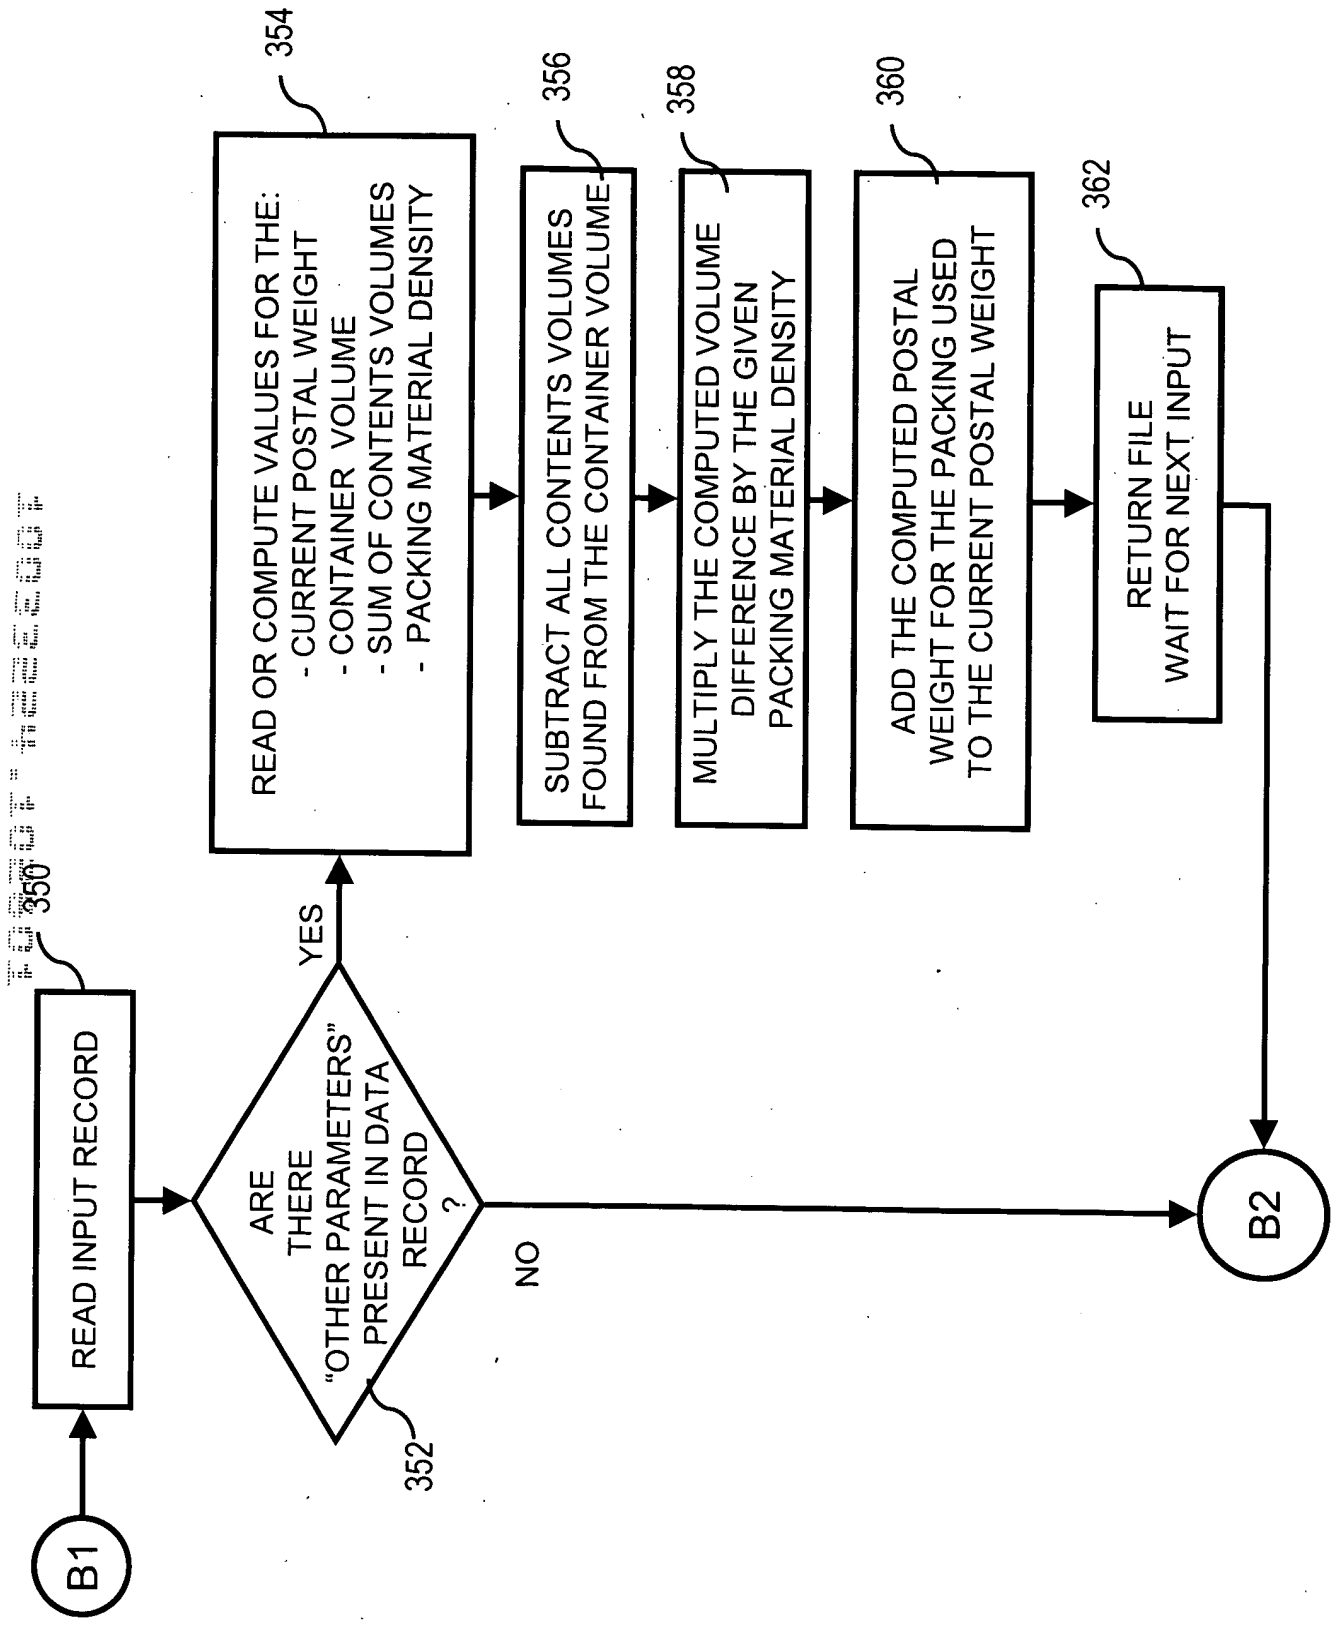 B1
350
READ INPUT RECORD
352
ARE
THERE
“OTHER PARAMETERS”
PRESENT IN DATA
RECORD
?
YES
NO
354
READ OR COMPUTE VALUES FOR THE:
- CURRENT POSTAL WEIGHT
- CONTAINER VOLUME
- SUM OF CONTENTS VOLUMES
- PACKING MATERIAL DENSITY
356
SUBTRACT ALL CONTENTS VOLUMES
FOUND FROM THE CONTAINER VOLUME
358
MULTIPLY THE COMPUTED VOLUME
DIFFERENCE BY THE GIVEN
PACKING MATERIAL DENSITY
360
ADD THE COMPUTED POSTAL
WEIGHT FOR THE PACKING USED
TO THE CURRENT POSTAL WEIGHT
362
RETURN FILE
WAIT FOR NEXT INPUT
B2